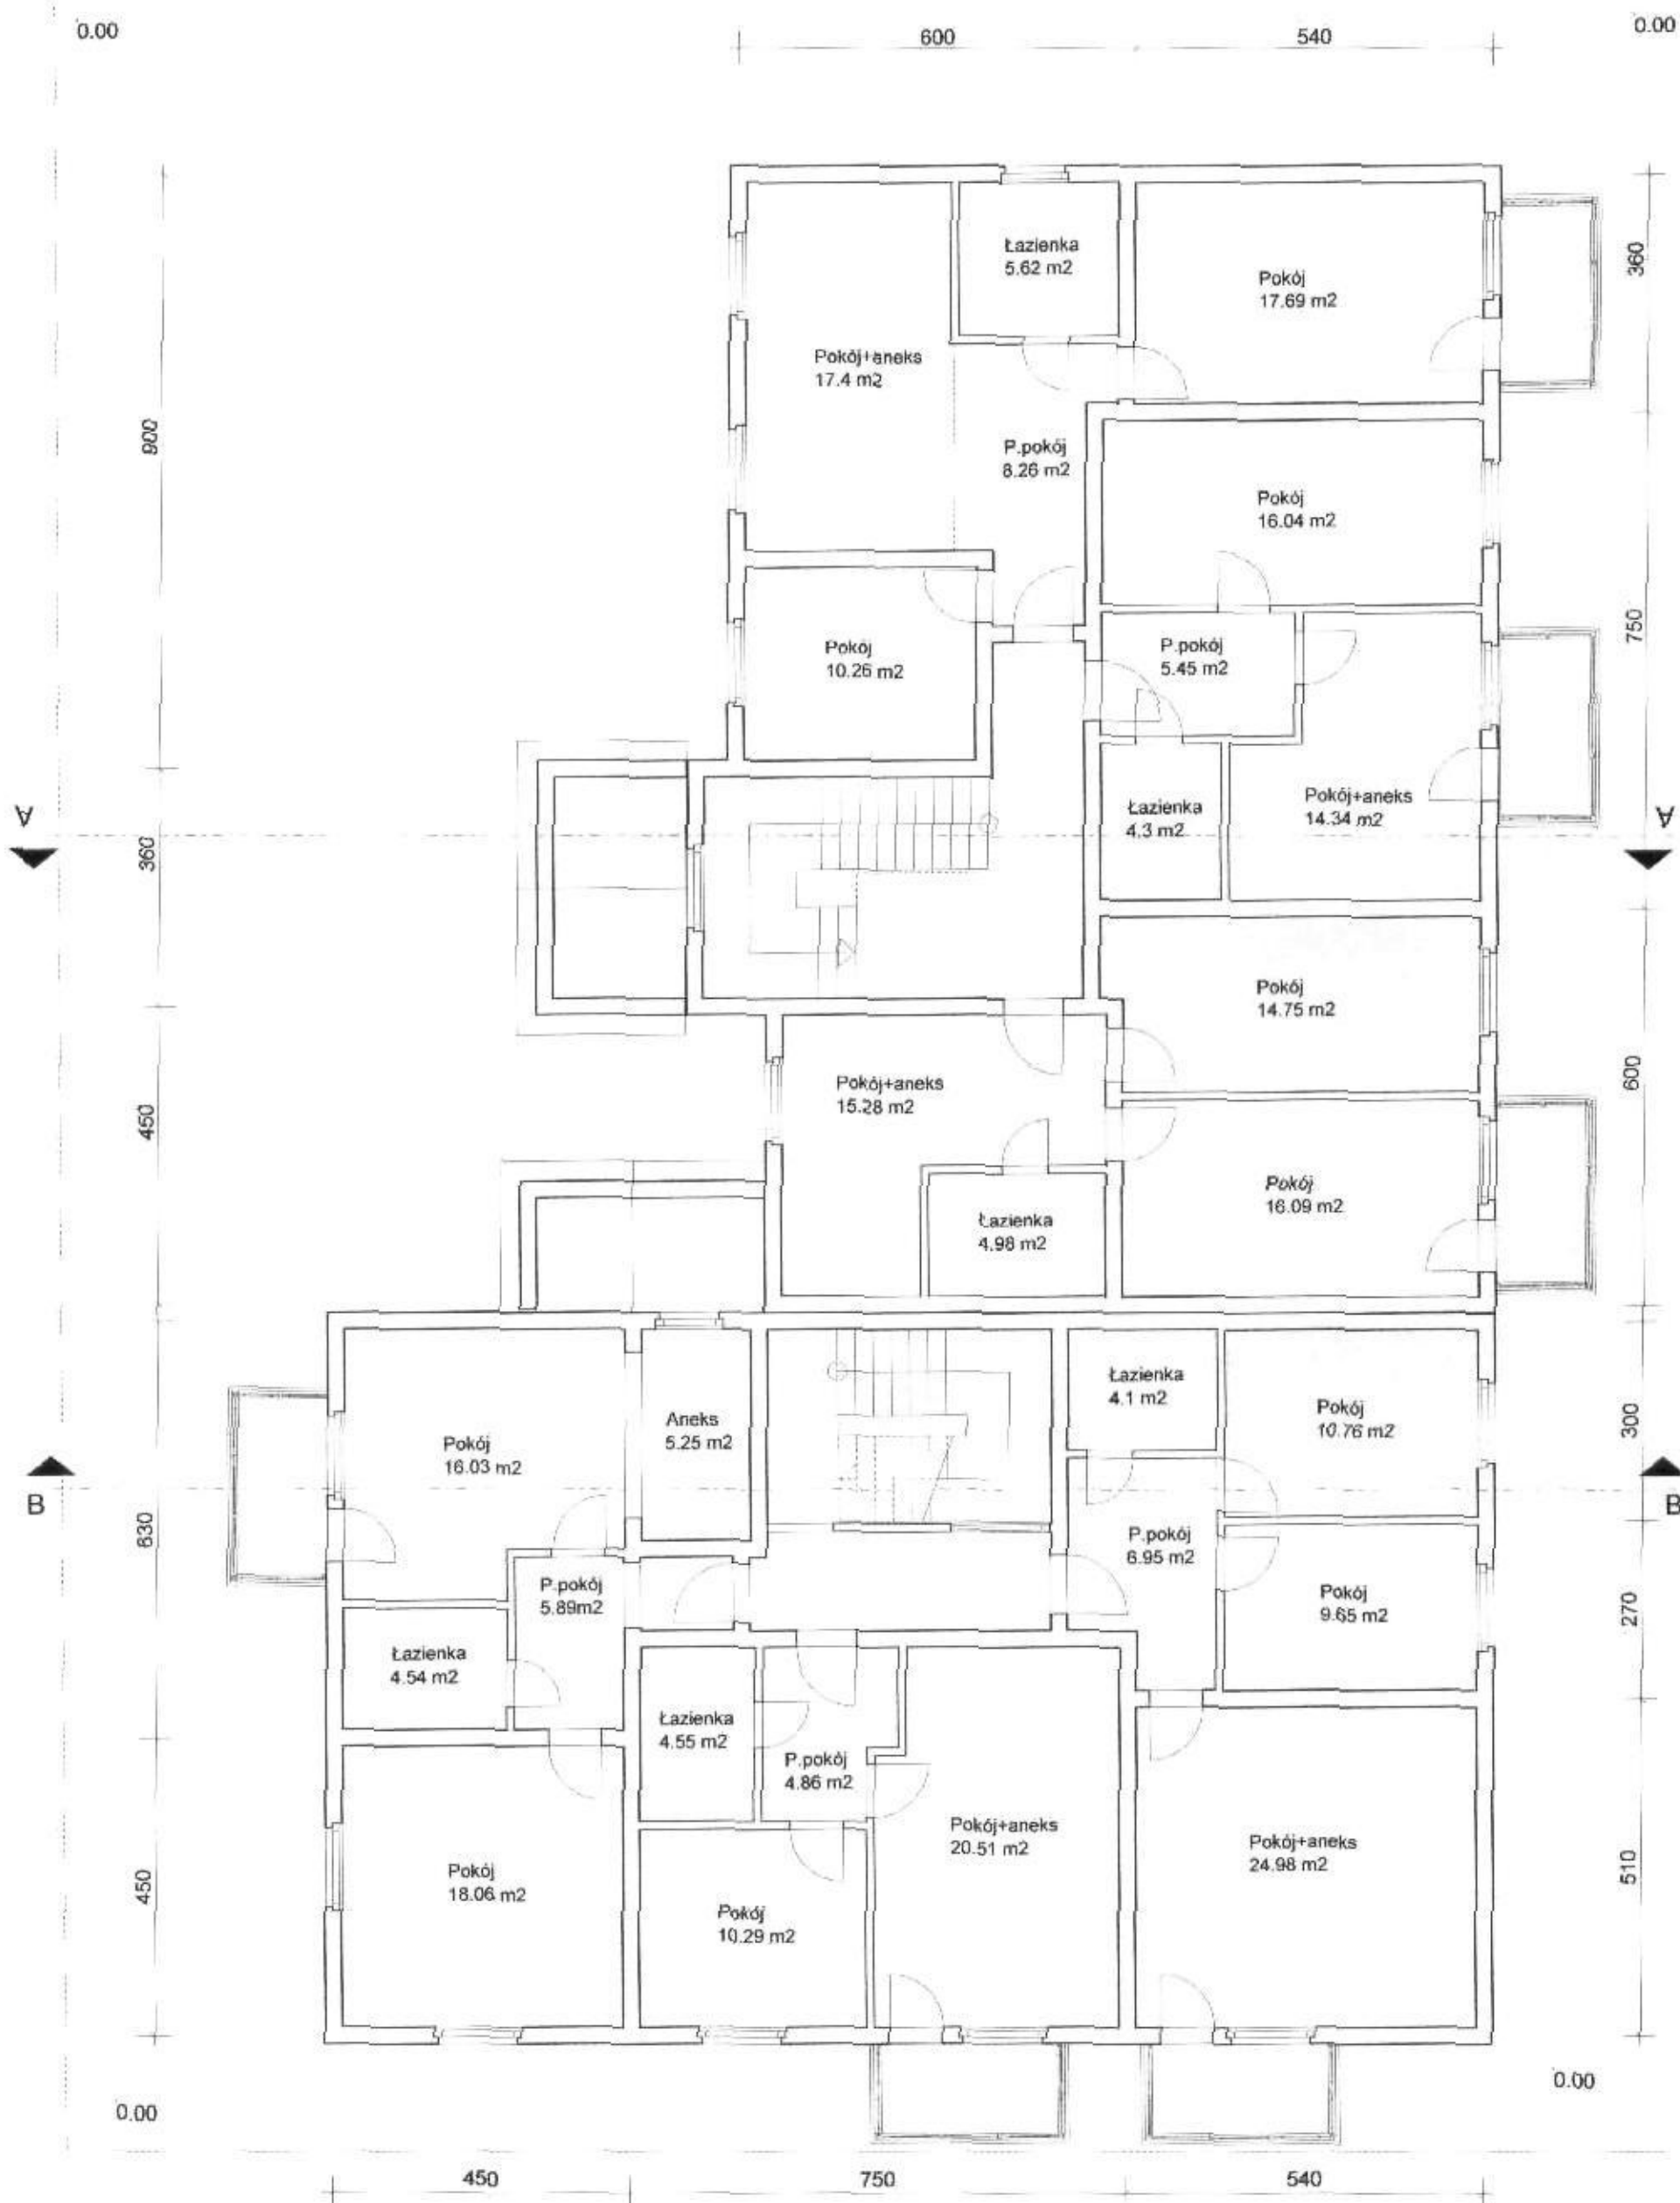 0.00
600
540
0.00
360
Łazienka
5.62 m2
Pokój
17.69 m2
Pokój+aneks
17.4 m2
900
P.pokój
8.26 m2
Pokój
16.04 m2
750
Pokój
10.26 m2
P.pokój
5.45 m2
A
360
Łazienka
4.3 m2
Pokój+aneks
14.34 m2
A
Pokój
14.75 m2
450
Pokój+aneks
15.28 m2
600
Łazienka
4.98 m2
Pokój
16.09 m2
Łazienka
4.1 m2
Pokój
10.76 m2
300
Aneks
5.25 m2
Pokój
16.03 m2
B
B
630
P.pokój
6.95 m2
P.pokój
5.89m2
Pokój
9.65 m2
270
Łazienka
4.54 m2
Łazienka
4.55 m2
P.pokój
4.86 m2
450
Pokój
18.06 m2
Pokój
10.29 m2
Pokój+aneks
20.51 m2
Pokój+aneks
24.98 m2
510
0.00
0.00
450
750
540